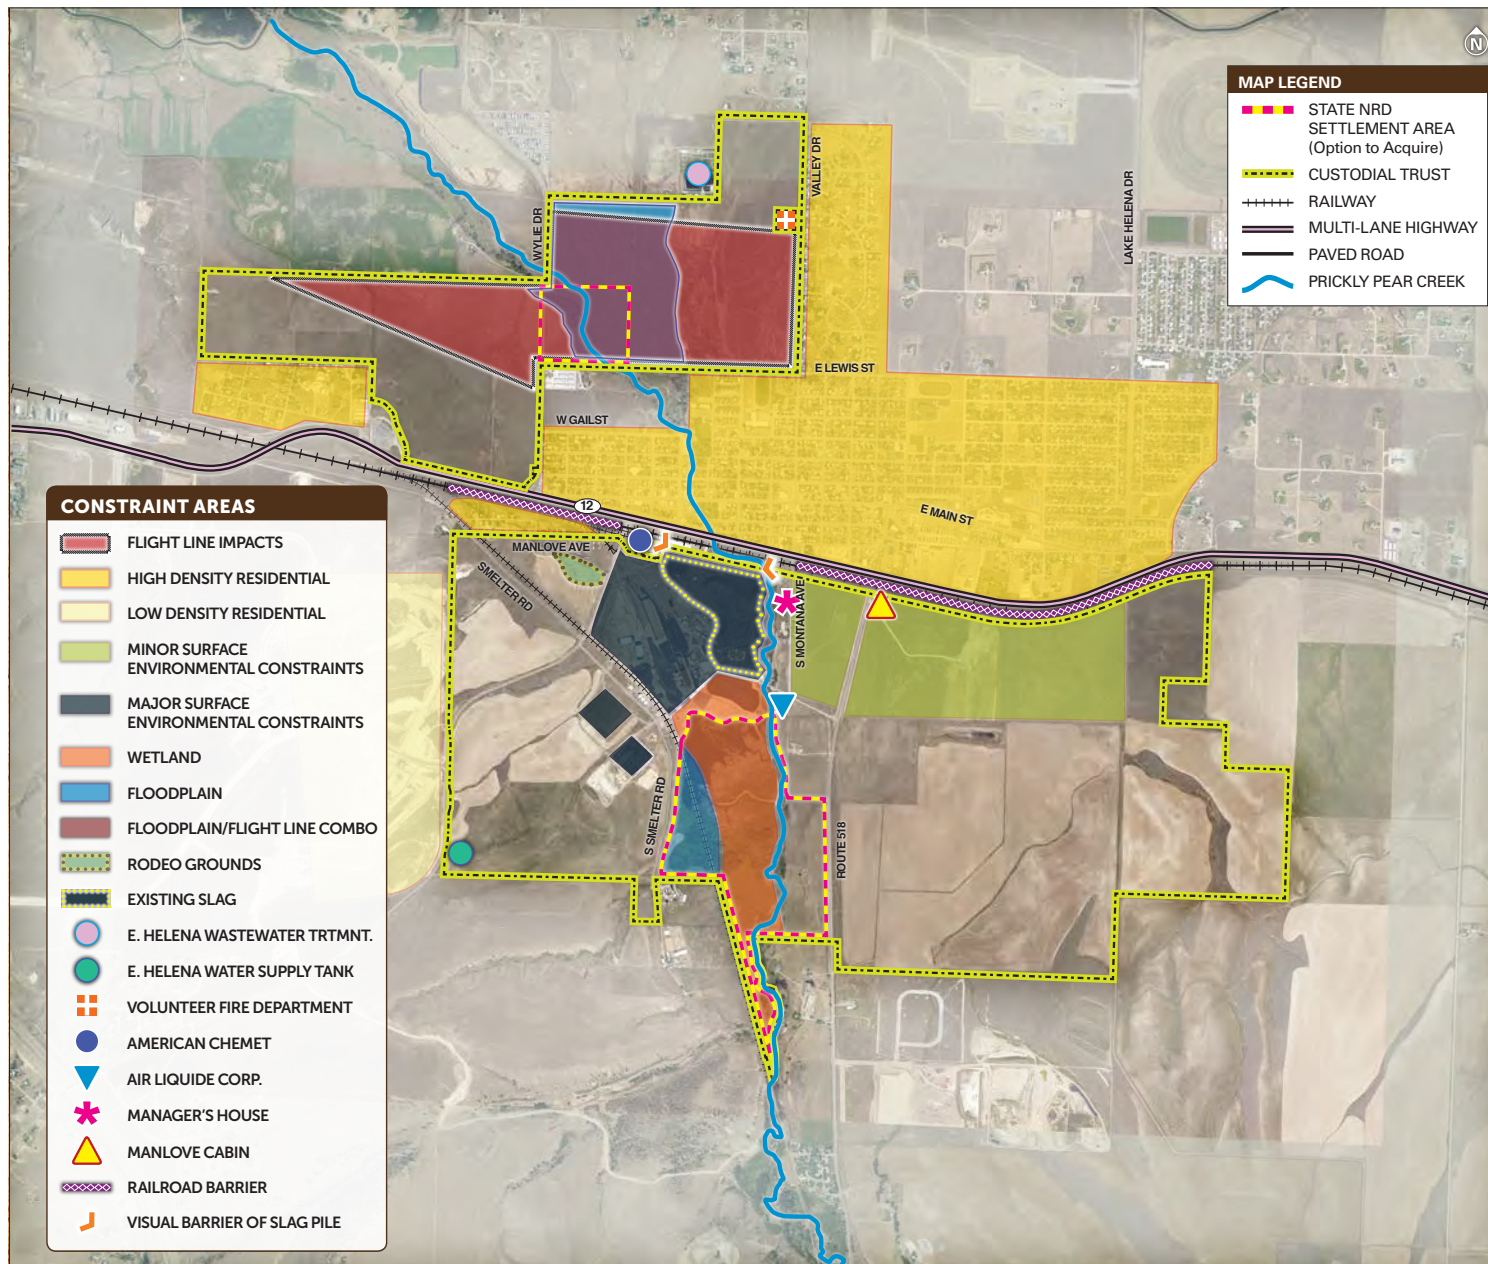 N
MAP LEGEND
STATE NRD
SETTLEMENT AREA
(Option to Acquire)
CUSTODIAL TRUST
RAILWAY
MULTI-LANE HIGHWAY
PAVED ROAD
PRICKLY PEAR CREEK
VALLEY DR
LAKE HELENA DR
WYLIE DR
E LEWIS ST
W GAILST
12
E MAIN ST
MANLOVE AVE
SMELTER RD
S MONTANA AVE
S SMELTER RD
ROUTE 518
CONSTRAINT AREAS
FLIGHT LINE IMPACTS
HIGH DENSITY RESIDENTIAL
LOW DENSITY RESIDENTIAL
MINOR SURFACE
ENVIRONMENTAL CONSTRAINTS
MAJOR SURFACE
ENVIRONMENTAL CONSTRAINTS
WETLAND
FLOODPLAIN
FLOODPLAIN/FLIGHT LINE COMBO
RODEO GROUNDS
EXISTING SLAG
E. HELENA WASTEWATER TRTMNT.
E. HELENA WATER SUPPLY TANK
VOLUNTEER FIRE DEPARTMENT
AMERICAN CHEMET
AIR LIQUIDE CORP.
MANAGER'S HOUSE
MANLOVE CABIN
RAILROAD BARRIER
VISUAL BARRIER OF SLAG PILE